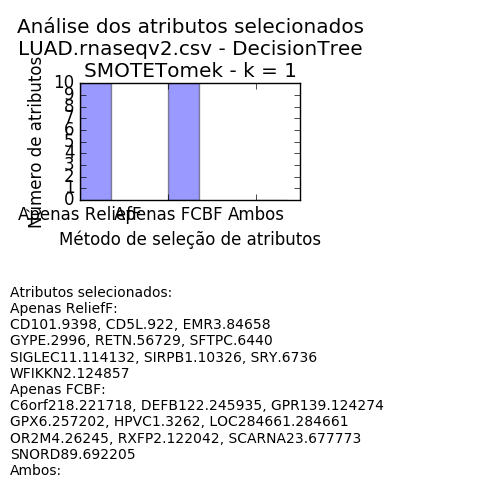 Análise dos atributos selecionados
LUAD.rnaseqv2.csv - DecisionTree
SMOTETomek - k = 1
10
9
8
7
6
5
4
3
2
1
0
Número de atributos
Apenas ReliefF
Apenas FCBF
Ambos
Método de seleção de atributos
Atributos selecionados:
Apenas ReliefF:
CD101.9398, CD5L.922, EMR3.84658
GYPE.2996, RETN.56729, SFTPC.6440
SIGLEC11.114132, SIRPB1.10326, SRY.6736
WFIKKN2.124857
Apenas FCBF:
C6orf218.221718, DEFB122.245935, GPR139.124274
GPX6.257202, HPVC1.3262, LOC284661.284661
OR2M4.26245, RXFP2.122042, SCARNA23.677773
SNORD89.692205
Ambos: